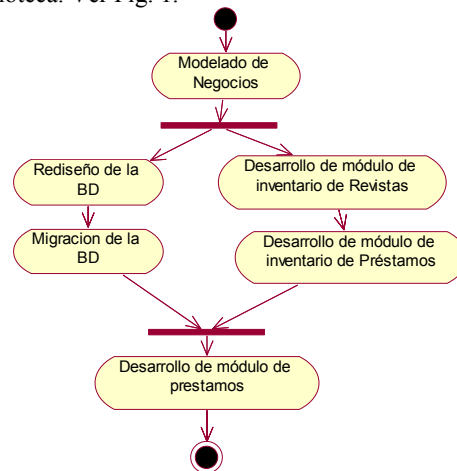 Ver Fig. 1.
Modelado de
Negocios
Rediseño de la
BD
Desarrollo de módulo de
inventario de Revistas
Migracion de la
BD
Desarrollo de módulo de
inventario de Préstamos
Desarrollo de módulo de
prestamos